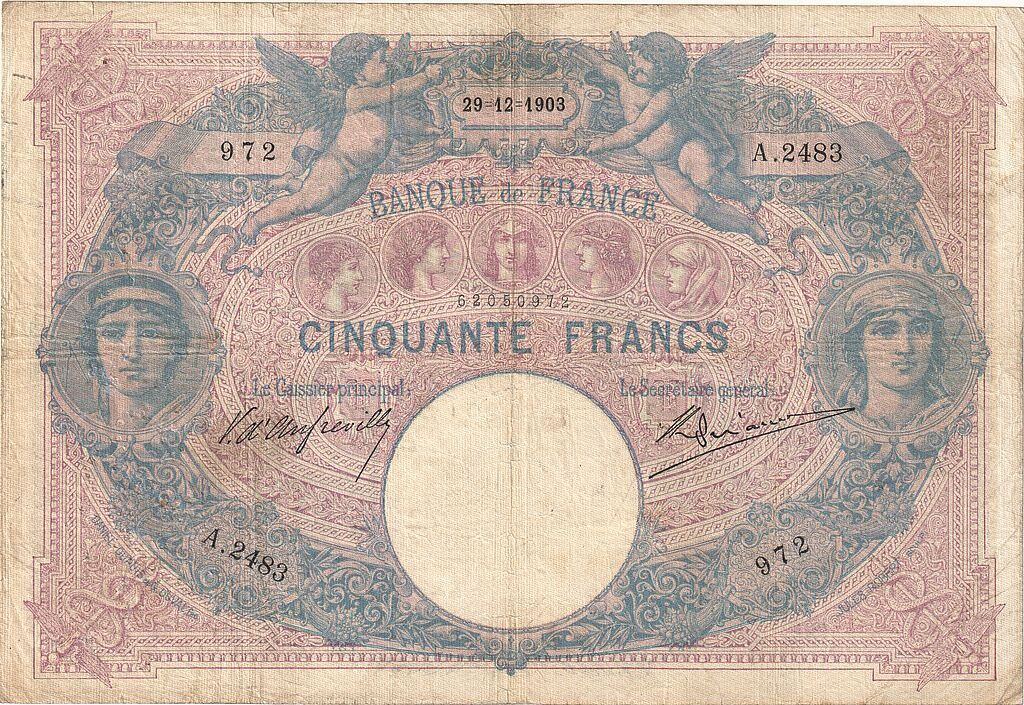 29=12=1903
972
A.2483
BANQUE de FRANCE
62050972
CINQUANTE FRANCS
Le Caissier principal,
Le Secrétaire général,
V. d'Anfreville
A.2483
972